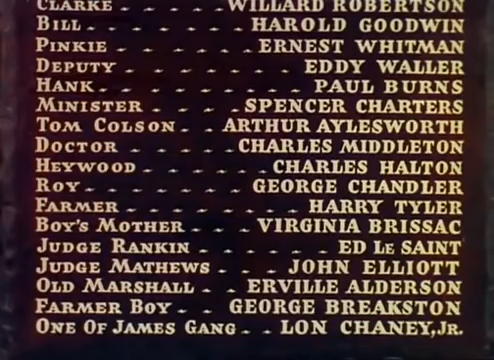 CLARKE WILLARD ROBERTSON
BILL HAROLD GOODWIN
PINKIE ERNEST WHITMAN
DEPUTY EDDY WALLER
HANK PAUL BURNS
MINISTER SPENCER CHARTERS
TOM COLSON ARTHUR AYLESWORTH
DOCTOR CHARLES MIDDLETON
HEYWOOD CHARLES HALTON
ROY GEORGE CHANDLER
FARMER HARRY TYLER
BOY'S MOTHER VIRGINIA BRISSAC
JUDGE RANKIN ED LE SAINT
JUDGE MATHEWS JOHN ELLIOTT
OLD MARSHALL ERVILLE ALDERSON
FARMER BOY GEORGE BREAKSTON
ONE OF JAMES GANG LON CHANEY, JR.